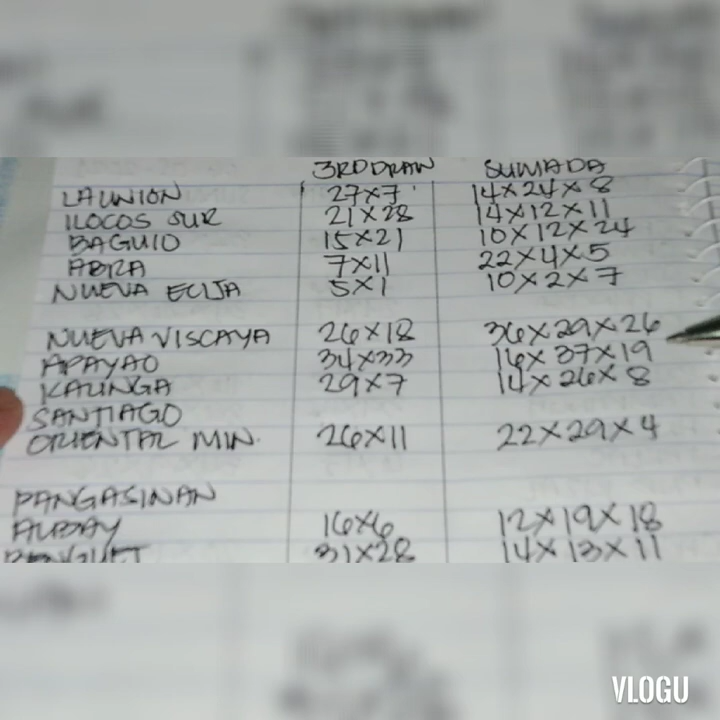 3RD DRAW SUMADA
LA UNION 27X7 14X24X8
ILOCOS SUR 21X28 14X12X11
BAGUIO 15X21 10X12X24
ABRA 7X11 22X4X5
NUEVA ECIJA 5X1 10X2X7
NUEVA VISCAYA 26X18 36X29X26
APAYAO 34X33 16X37X19
KALINGA 29X7 14X26X8
SANTIAGO
ORIENTAL MIN. 26X11 22X29X4
PANGASINAN
ALBAY 16X6 12X19X18
BENGUET 31X28 14X13X11
VLOGU